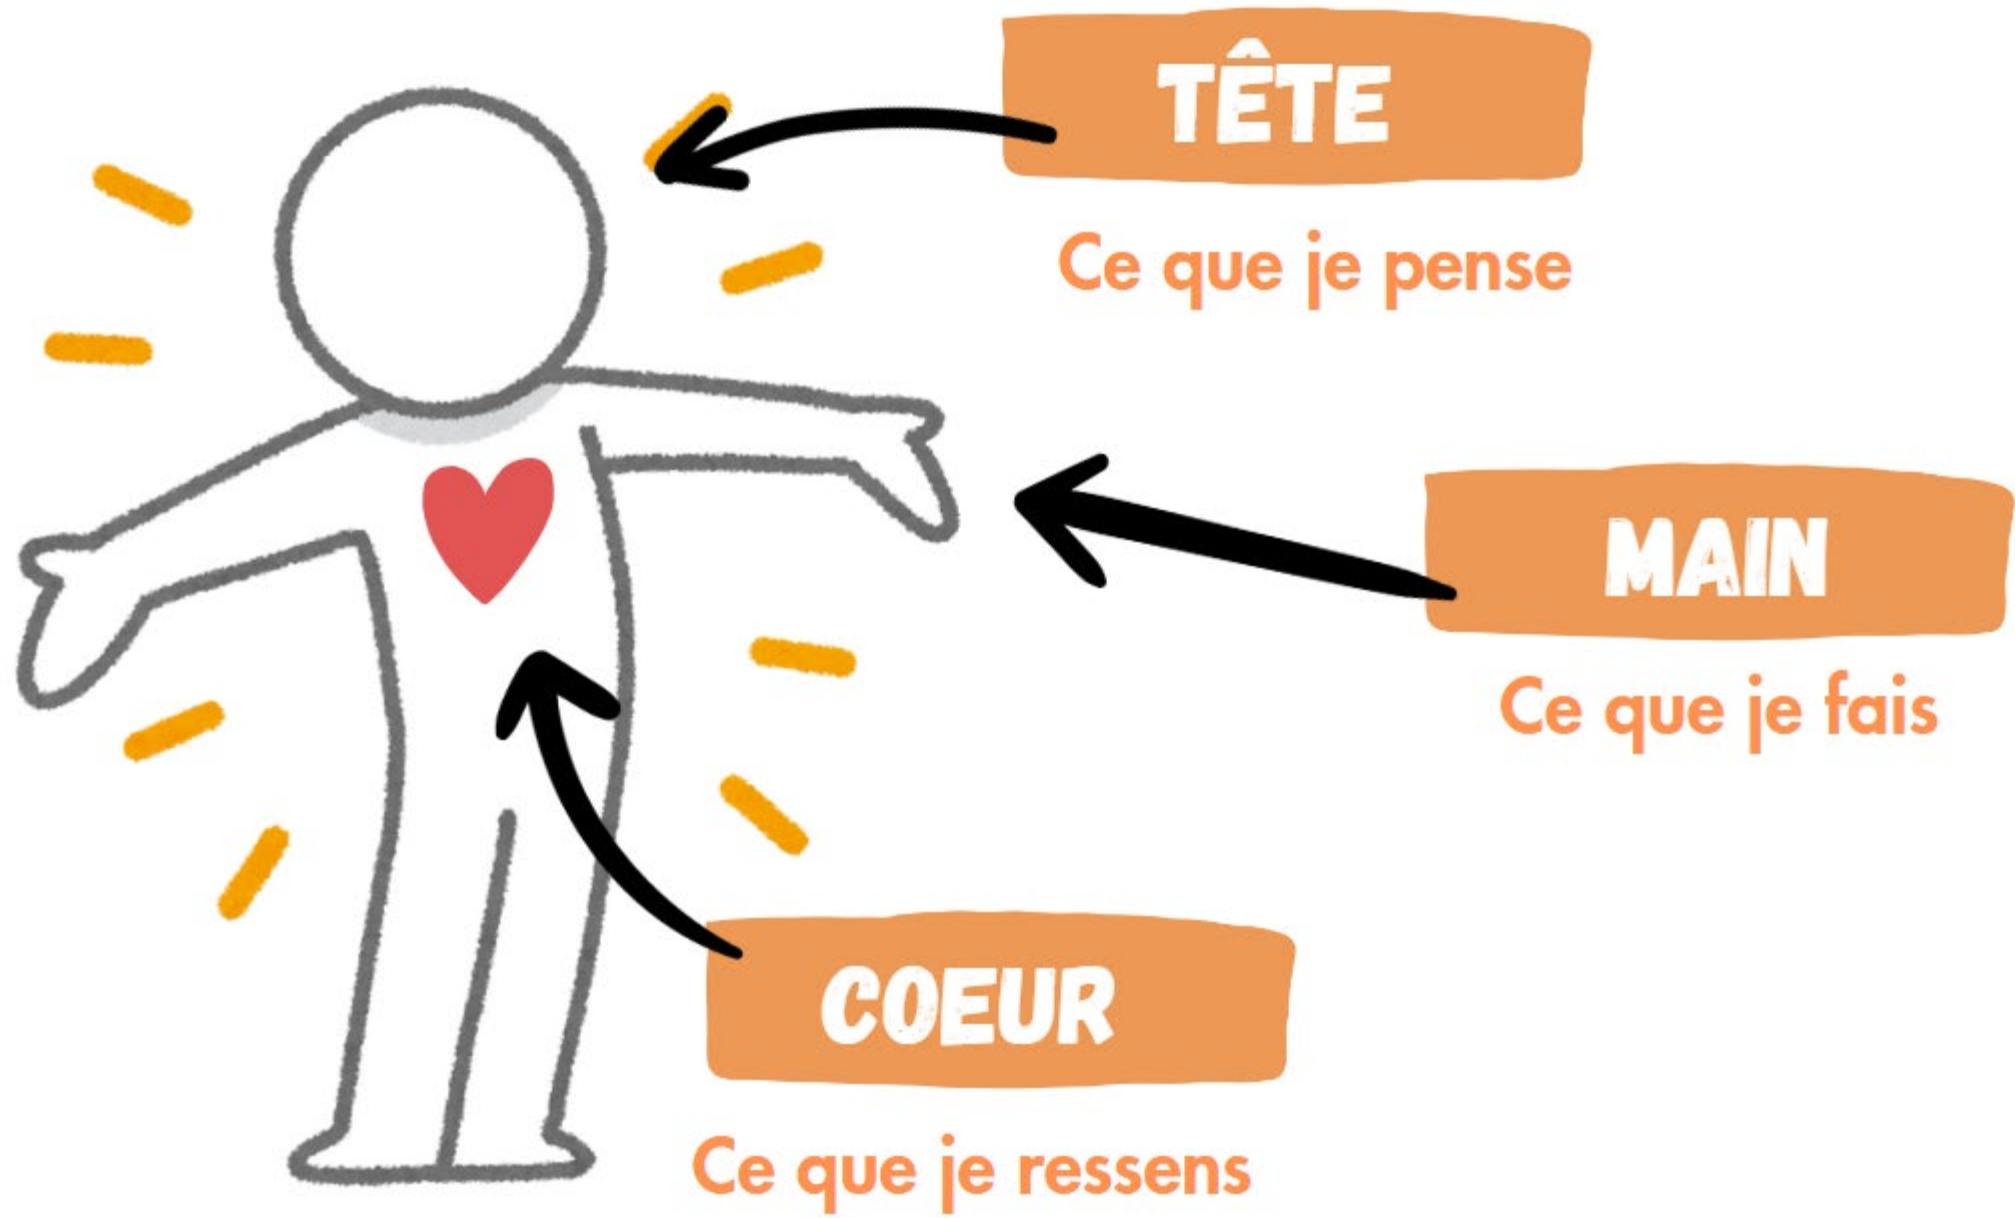 TÊTE
Ce que je pense
MAIN
Ce que je fais
COEUR
Ce que je ressens